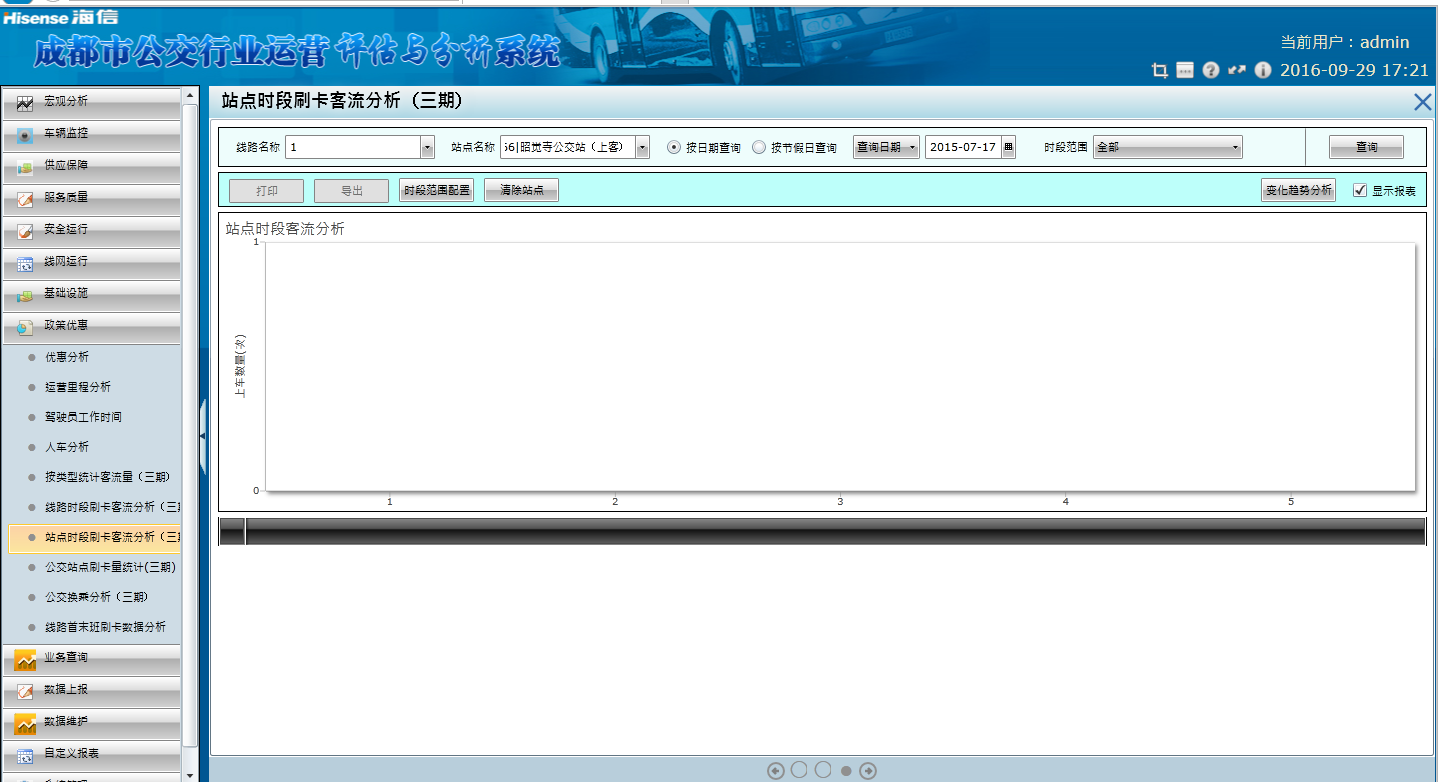 Hisense 海信
成都市公交行业运营评估与分析系统
当前用户：admin
2016-09-29 17:21
宏观分析
车辆监控
供应保障
服务质量
安全运行
线网运行
基础设施
政策优惠
优惠分析
运营里程分析
驾驶员工作时间
人车分析
按类型统计客流量（三期）
线路时段刷卡客流分析（三
站点时段刷卡客流分析（三
公交站点刷卡量统计(三期)
公交换乘分析（三期）
线路首末班刷卡数据分析
业务查询
数据上报
数据维护
自定义报表
站点时段刷卡客流分析（三期）
线路名称 1 站点名称 56|昭觉寺公交站（上客） 按日期查询 按节假日查询 查询日期 2015-07-17 时段范围 全部 查询
打印 导出 时段范围配置 清除站点 变化趋势分析 显示报表
站点时段客流分析
1
上车数量(次)
0
1 2 3 4 5